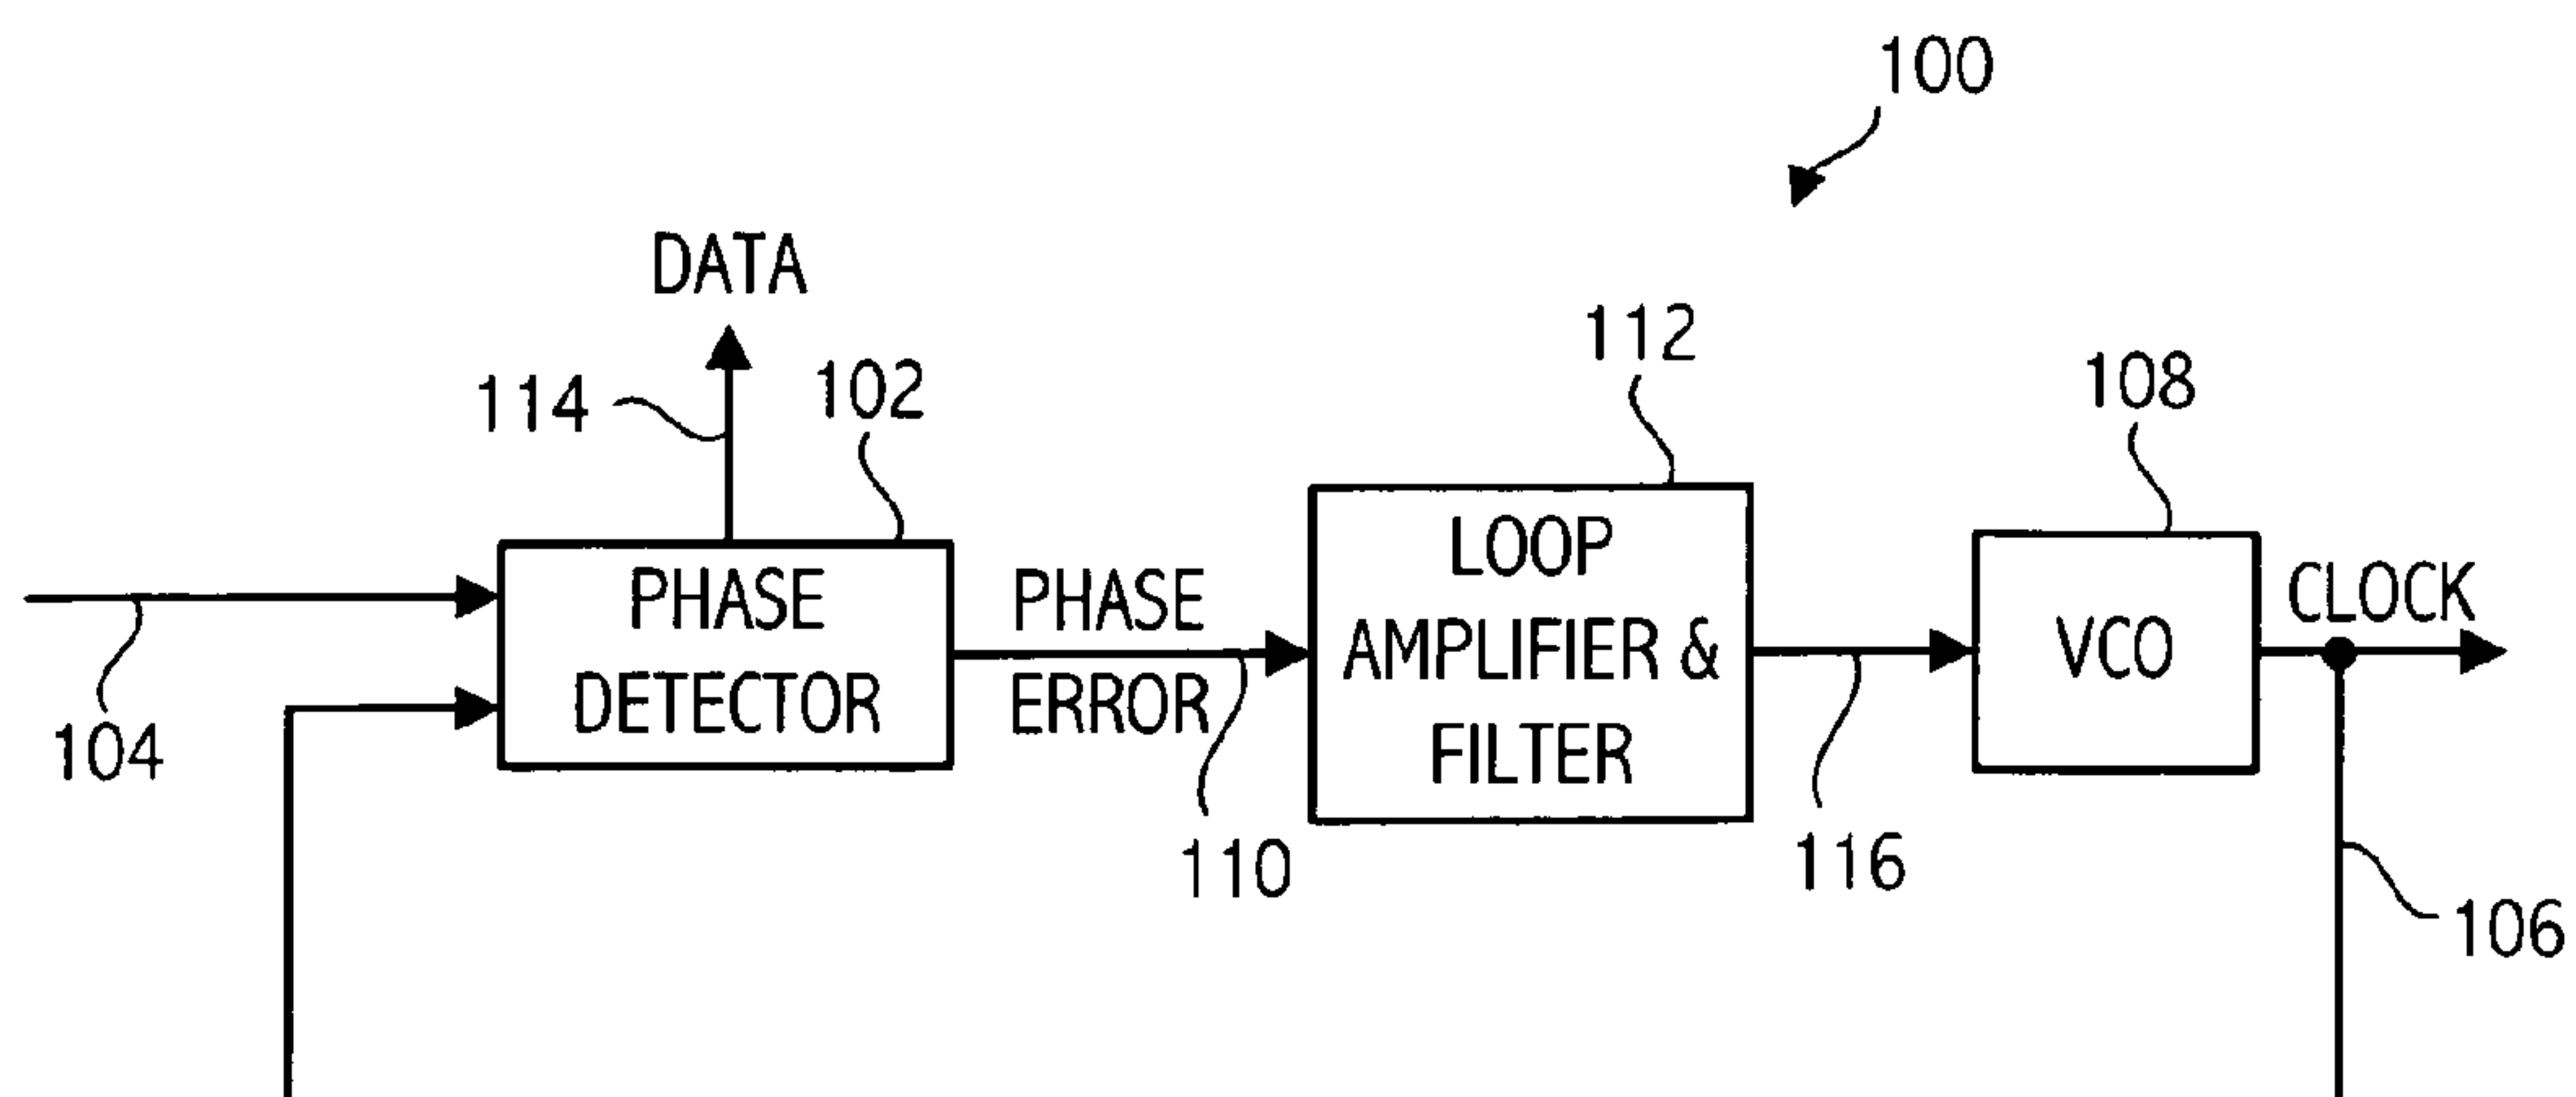 100
DATA
114
102
112
108
PHASE
DETECTOR
PHASE
ERROR
LOOP
AMPLIFIER &
FILTER
VCO
CLOCK
104
110
116
106